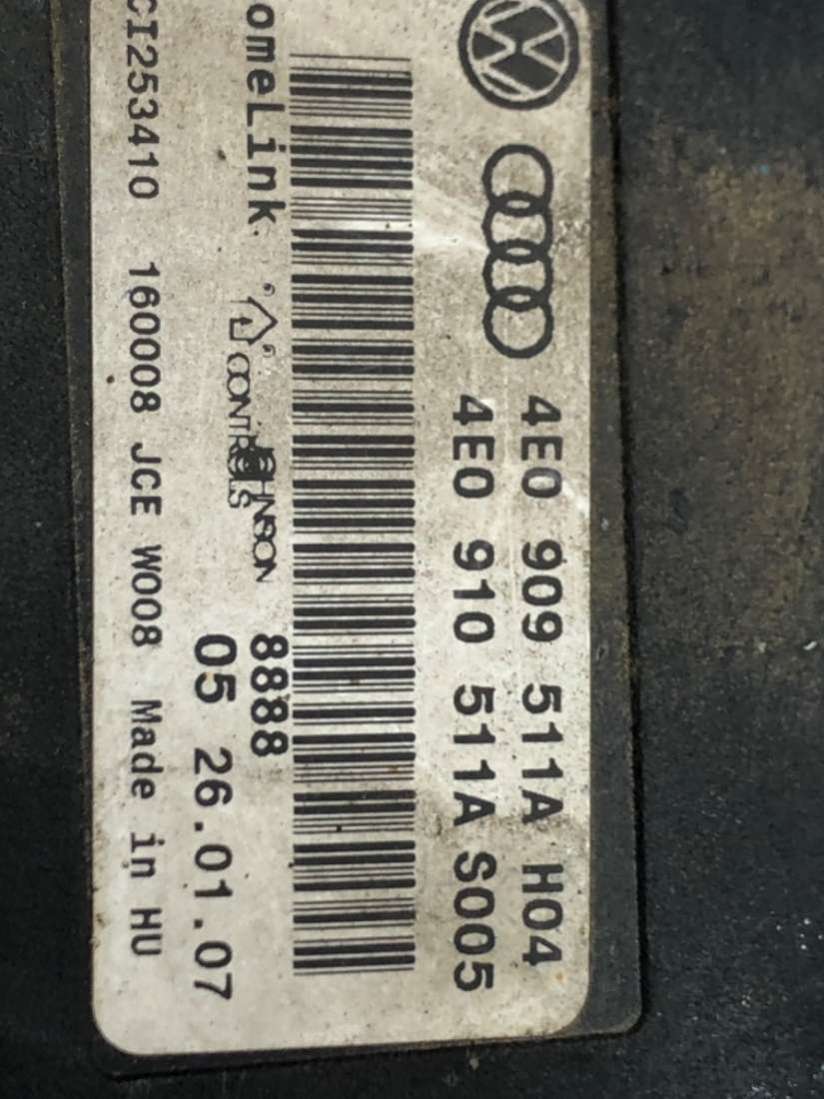 4E0 909 511A H04
4E0 910 511A S005
omeLink
JOHNSON
CONTROLS
8888
05 26.01.07
CI253410 160008 JCE W008 Made in HU